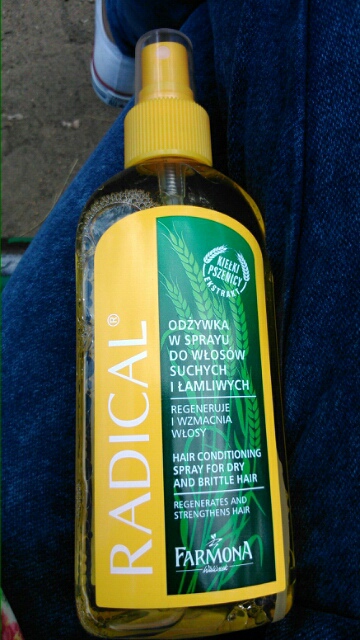 RADICAL®
KIEŁKI
PSZENICY
EKSTRAKT
ODŻYWKA
W SPRAYU
DO WŁOSÓW
SUCHYCH
I ŁAMLIWYCH
REGENERUJE
I WZMACNIA
WŁOSY
HAIR CONDITIONING
SPRAY FOR DRY
AND BRITTLE HAIR
REGENERATES AND
STRENGTHENS HAIR
FARMONA